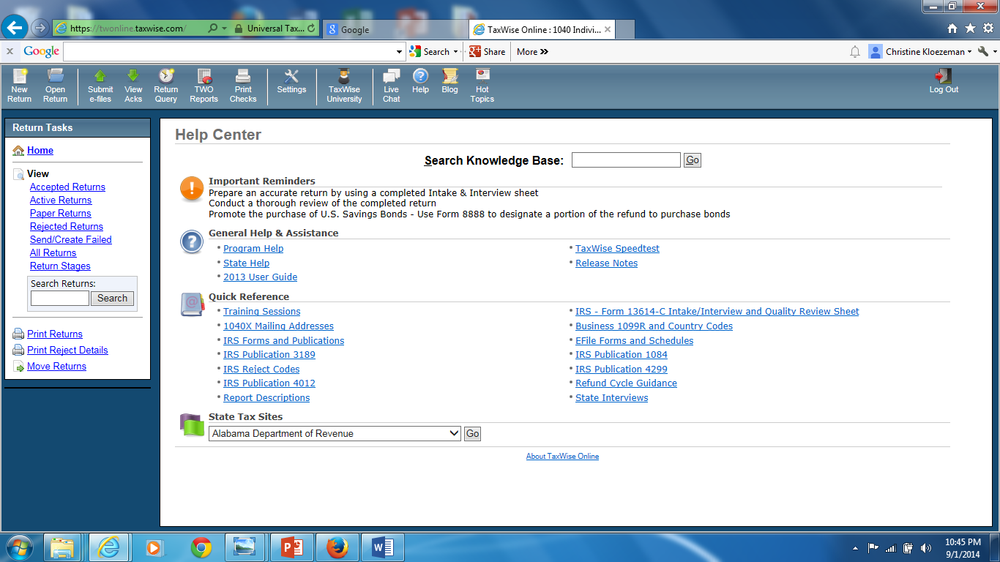 https://twonline.taxwise.com/
Universal Tax...
Google
TaxWise Online : 1040 Indivi...
x Google
Search
Share
More »
Christine Kloezeman
New Return
Open Return
Submit e-files
View Acks
Return Query
TWO Reports
Print Checks
Settings
TaxWise University
Live Chat
Help
Blog
Hot Topics
Log Out
Return Tasks
Home
View
Accepted Returns
Active Returns
Paper Returns
Rejected Returns
Send/Create Failed
All Returns
Return Stages
Search Returns:
Search
Print Returns
Print Reject Details
Move Returns
Help Center
Search Knowledge Base: Go
Important Reminders
Prepare an accurate return by using a completed Intake & Interview sheet
Conduct a thorough review of the completed return
Promote the purchase of U.S. Savings Bonds - Use Form 8888 to designate a portion of the refund to purchase bonds
General Help & Assistance
Program Help
State Help
2013 User Guide
TaxWise Speedtest
Release Notes
Quick Reference
Training Sessions
1040X Mailing Addresses
IRS Forms and Publications
IRS Publication 3189
IRS Reject Codes
IRS Publication 4012
Report Descriptions
IRS - Form 13614-C Intake/Interview and Quality Review Sheet
Business 1099R and Country Codes
EFile Forms and Schedules
IRS Publication 1084
IRS Publication 4299
Refund Cycle Guidance
State Interviews
State Tax Sites
Alabama Department of Revenue Go
About TaxWise Online
10:45 PM
9/1/2014